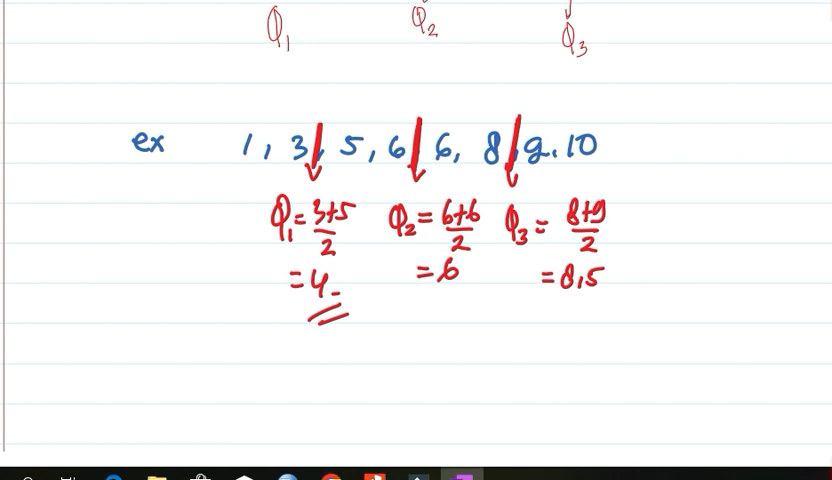 Q1 Q2 Q3
ex 1, 3, 5, 6, 6, 8, 9, 10
Q1 = 3+5/2 Q2 = 6+6/2 Q3 = 8+9/2
= 4 = 6 = 8,5